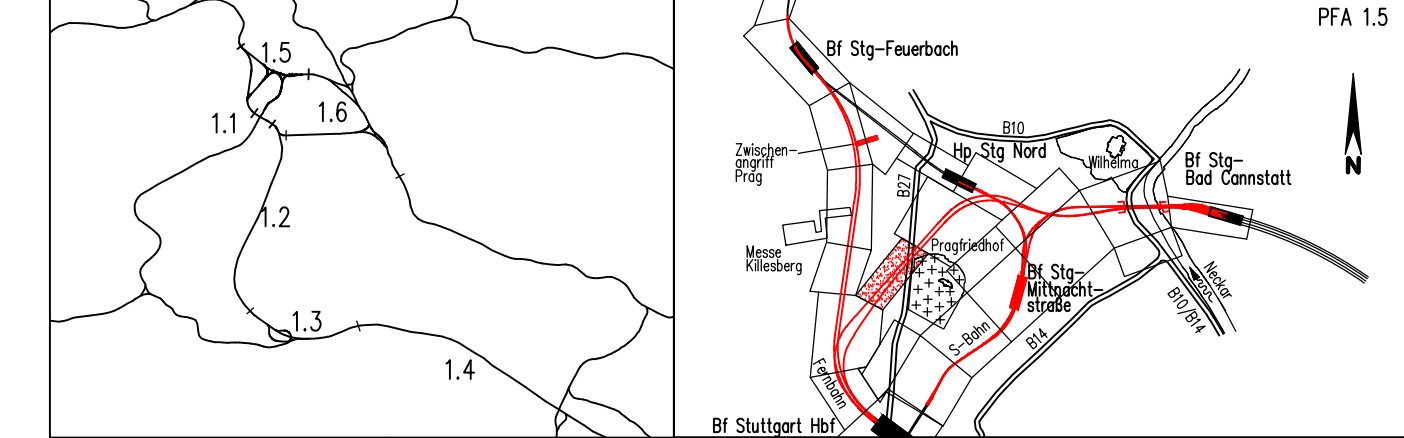 1.5
1.6
1.1
1.2
1.3
1.4
PFA 1.5
Bf Stg-Feuerbach
B10
Zwischen-
angriff
Prag
Hp Stg Nord
Wilhelma
Bf Stg-
Bad Cannstatt
B27
Messe
Killesberg
Pragfriedhof
Bf Stg-
Mittnacht-
straße
Neckar
B10/B14
S-Bahn
B14
Fernbahn
Bf Stuttgart Hbf
N